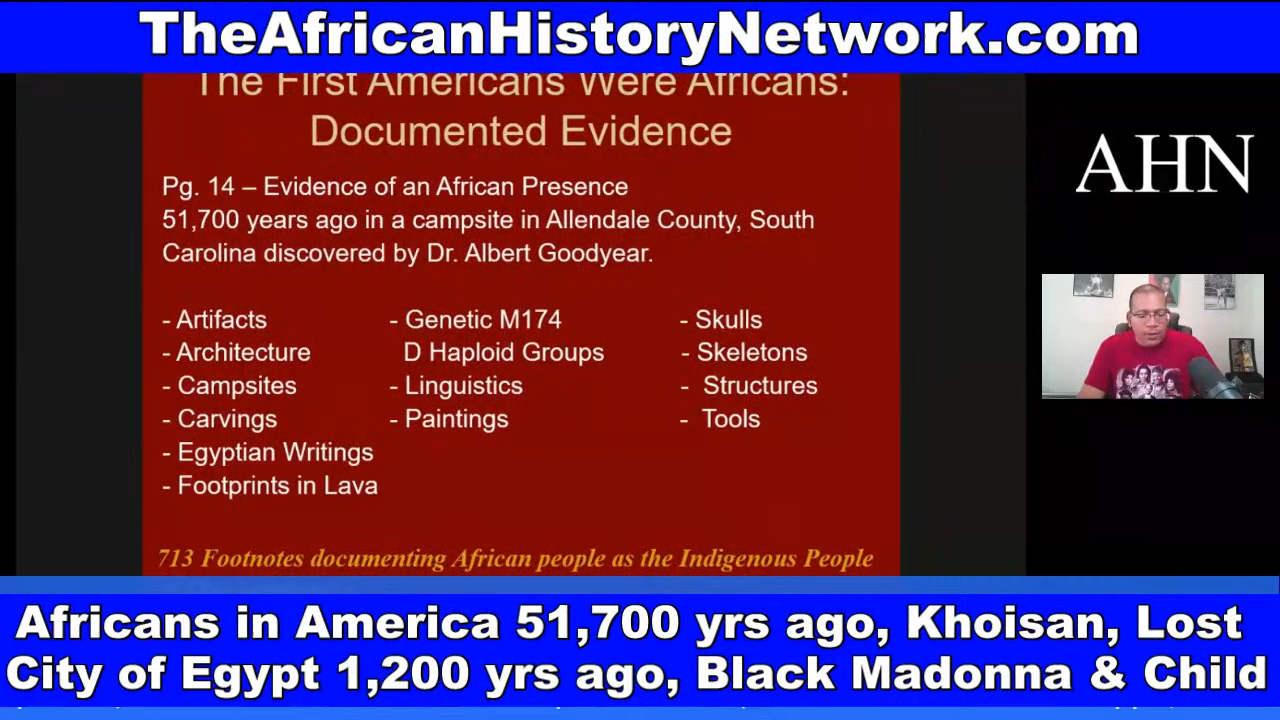 TheAfricanHistoryNetwork.com
The First Americans Were Africans:
Documented Evidence
Pg. 14 – Evidence of an African Presence
51,700 years ago in a campsite in Allendale County, South
Carolina discovered by Dr. Albert Goodyear.
- Artifacts
- Architecture
- Campsites
- Carvings
- Egyptian Writings
- Footprints in Lava
- Genetic M174
D Haploid Groups
- Linguistics
- Paintings
- Skulls
- Skeletons
- Structures
- Tools
713 Footnotes documenting African people as the Indigenous People
AHN
Africans in America 51,700 yrs ago, Khoisan, Lost
City of Egypt 1,200 yrs ago, Black Madonna & Child